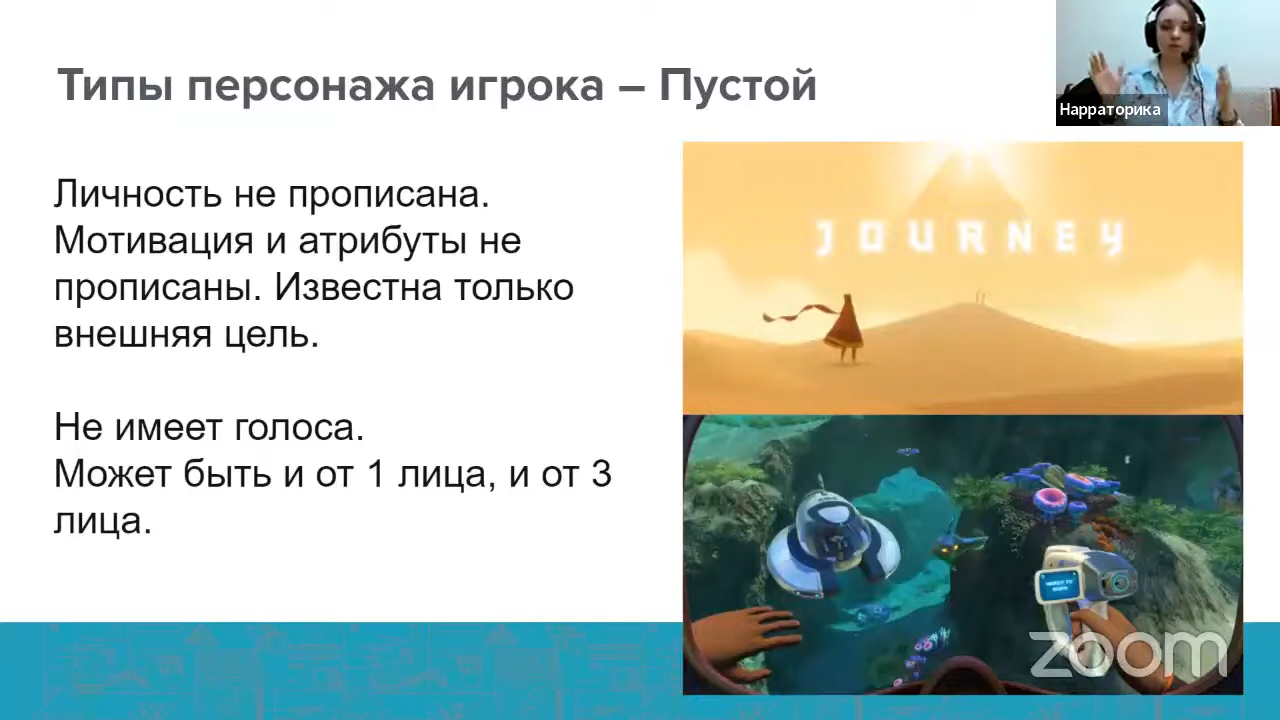 Типы персонажа игрока – Пустой
Нарраторика
Личность не прописана.
Мотивация и атрибуты не
прописаны. Известна только
внешняя цель.
Не имеет голоса.
Может быть и от 1 лица, и от 3
лица.
JOURNEY
zoom